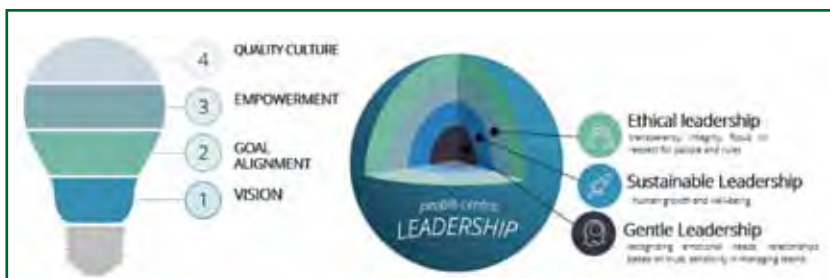 4
QUALITY CULTURE
3
EMPOWERMENT
2
GOAL
ALIGNMENT
1
VISION
people-centric
LEADERSHIP
Ethical leadership
transparency, integrity, focus on
respect for people and rules
Sustainable Leadership
human growth and well-being
Gentle Leadership
recognizing emotional needs, relationships
based on trust, sensitivity in managing teams